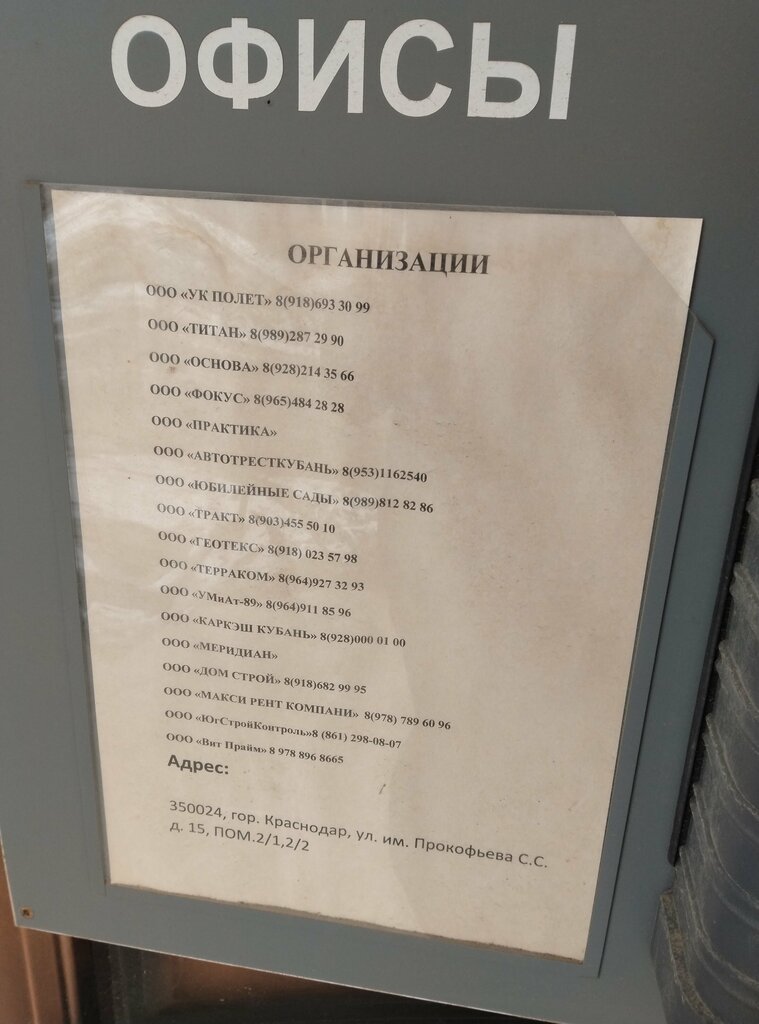 ОФИСЫ
ОРГАНИЗАЦИИ
ООО «УК ПОЛЕТ» 8(918)693 30 99
ООО «ТИТАН» 8(989)287 29 90
ООО «ОСНОВА» 8(928)214 35 66
ООО «ФОКУС» 8(965)484 28 28
ООО «ПРАКТИКА»
ООО «АВТОТРЕСТКУБАНЬ» 8(953)1162540
ООО «ЮБИЛЕЙНЫЕ САДЫ» 8(989)812 82 86
ООО «ТРАКТ» 8(903)455 50 10
ООО «ГЕОТЕКС» 8(918) 023 57 98
ООО «ТЕРРАКОМ» 8(964)927 32 93
ООО «УМиАт-89» 8(964)911 85 96
ООО «КАРКЭШ КУБАНЬ» 8(928)000 01 00
ООО «МЕРИДИАН»
ООО «ДОМ СТРОЙ» 8(918)682 99 95
ООО «МАКСИ РЕНТ КОМПАНИ» 8(978) 789 60 96
ООО «ЮгСтройКонтроль»8 (861) 298-08-07
ООО «Вит Прайм» 8 978 896 8665
Адрес:
350024, гор. Краснодар, ул. им. Прокофьева С.С.
д. 15, ПОМ.2/1,2/2